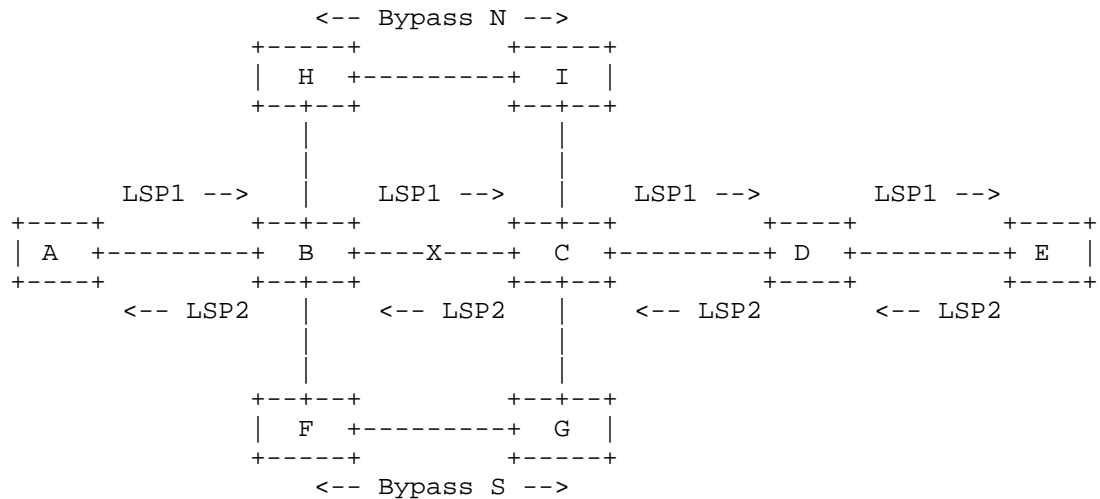 <-- Bypass N -->
H I
LSP1 --> LSP1 --> LSP1 --> LSP1 -->
A B X C D E
<-- LSP2 <-- LSP2 <-- LSP2 <-- LSP2
F G
<-- Bypass S -->